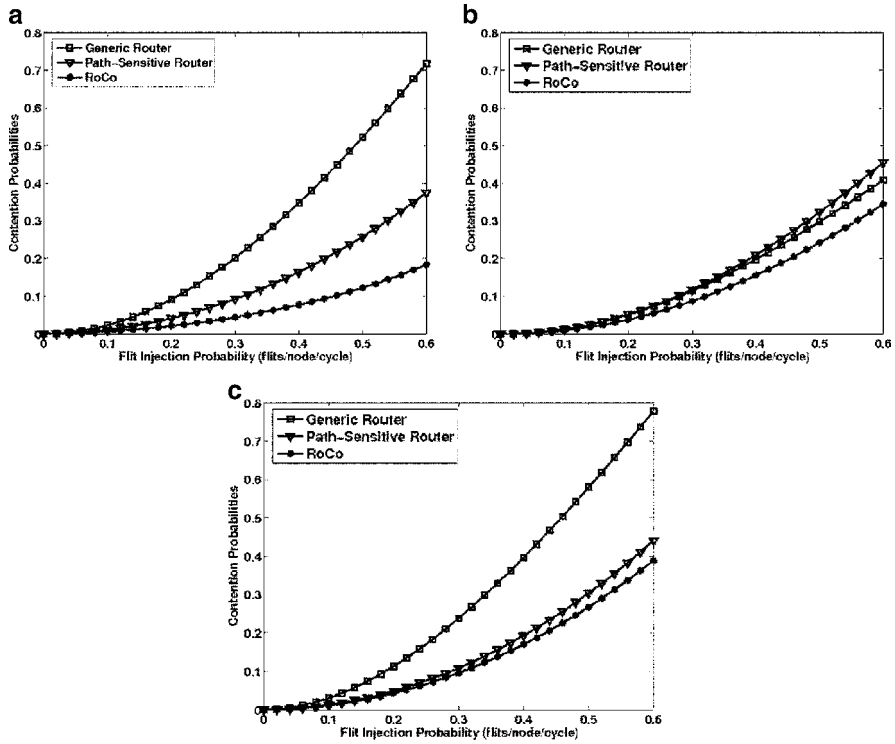 a
0.8
0.7
0.6
0.5
0.4
0.3
0.2
0.1
0
Contention Probabilities
Generic Router
Path-Sensitive Router
RoCo
0
0.1
0.2
0.3
0.4
0.5
0.6
Flit Injection Probability (flits/node/cycle)
b
0.8
0.7
0.6
0.5
0.4
0.3
0.2
0.1
0
Contention Probabilities
Generic Router
Path-Sensitive Router
RoCo
0
0.1
0.2
0.3
0.4
0.5
0.6
Flit Injection Probability (flits/node/cycle)
c
0.8
0.7
0.6
0.5
0.4
0.3
0.2
0.1
0
Contention Probabilities
Generic Router
Path-Sensitive Router
RoCo
0
0.1
0.2
0.3
0.4
0.5
0.6
Flit Injection Probability (flits/node/cycle)